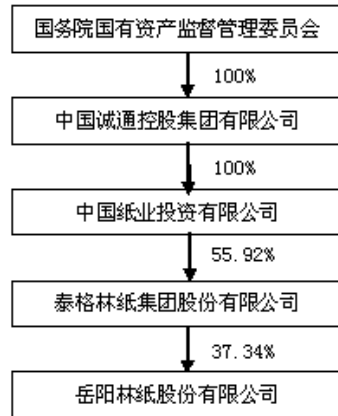 国务院国有资产监督管理委员会
100%
中国诚通控股集团有限公司
100%
中国纸业投资有限公司
55.92%
泰格林纸集团股份有限公司
37.34%
岳阳林纸股份有限公司